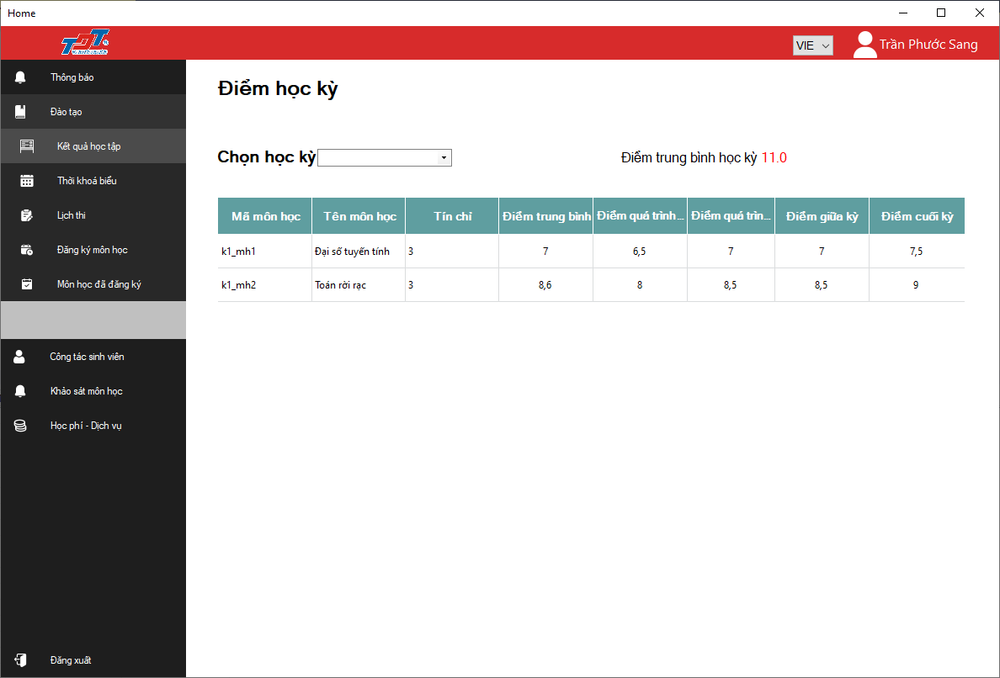 Home
TDT
VIE
Trần Phước Sang
Thông báo
Đào tạo
Kết quả học tập
Thời khoá biểu
Lịch thi
Đăng ký môn học
Môn học đã đăng ký
Công tác sinh viên
Khảo sát môn học
Học phí - Dịch vụ
Đăng xuất
Điểm học kỳ
Chọn học kỳ
Điểm trung bình học kỳ 11.0
Mã môn học Tên môn học Tín chỉ Điểm trung bình Điểm quá trình... Điểm quá trìn... Điểm giữa kỳ Điểm cuối kỳ
k1_mh1 Đại số tuyến tính 3 7 6,5 7 7 7,5
k1_mh2 Toán rời rạc 3 8,6 8 8,5 8,5 9